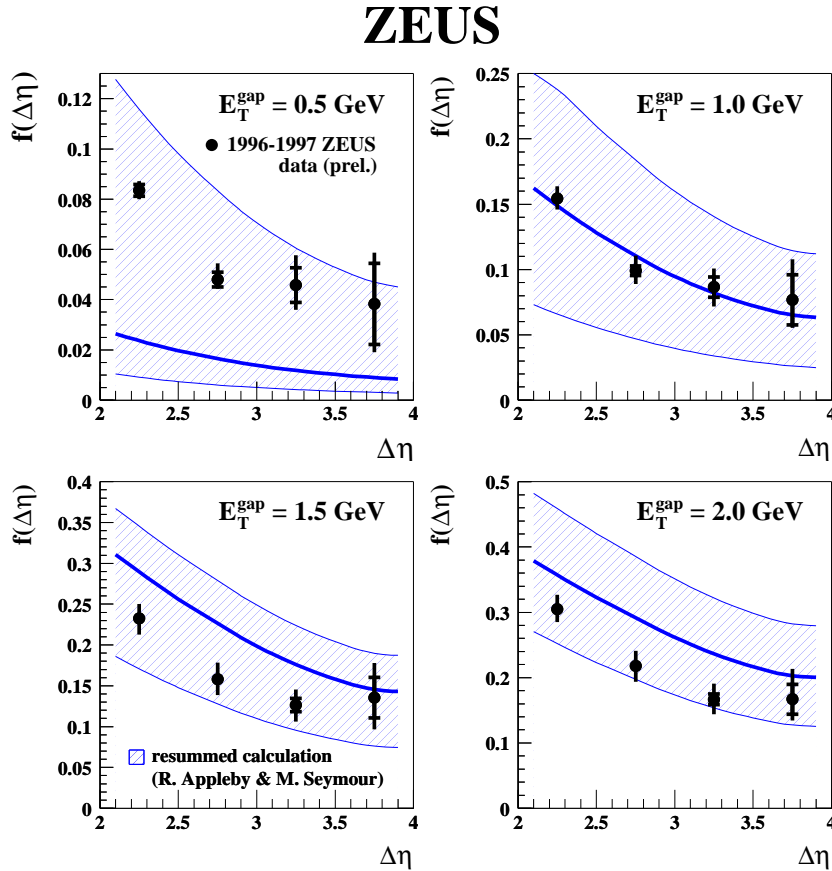 ZEUS
f(Δη)
0.12
0.1
0.08
0.06
0.04
0.02
0
E_T^gap = 0.5 GeV
1996-1997 ZEUS
data (prel.)
2 2.5 3 3.5 4
Δη
f(Δη)
0.25
0.2
0.15
0.1
0.05
0
E_T^gap = 1.0 GeV
2 2.5 3 3.5 4
Δη
f(Δη)
0.4
0.35
0.3
0.25
0.2
0.15
0.1
0.05
0
E_T^gap = 1.5 GeV
resummed calculation
(R. Appleby & M. Seymour)
2 2.5 3 3.5 4
Δη
f(Δη)
0.5
0.4
0.3
0.2
0.1
0
E_T^gap = 2.0 GeV
2 2.5 3 3.5 4
Δη